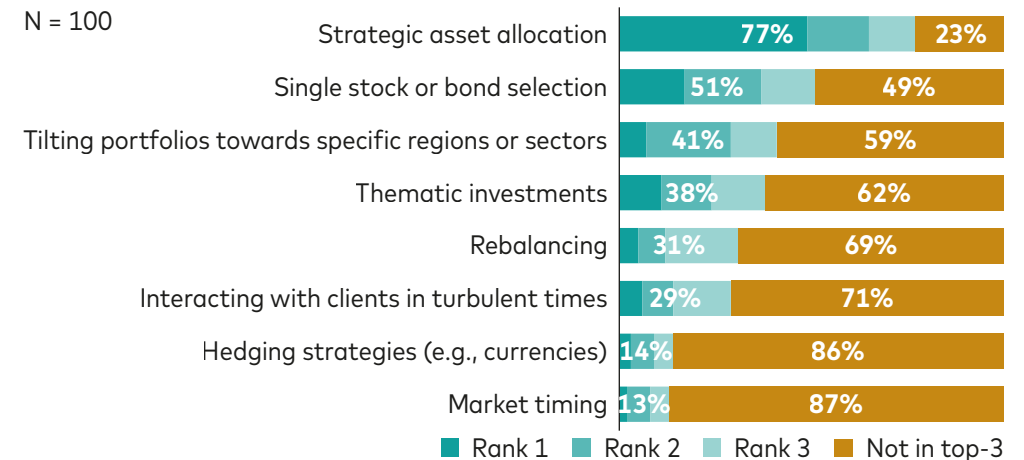 N = 100
Strategic asset allocation 77% 23%
Single stock or bond selection 51% 49%
Tilting portfolios towards specific regions or sectors 41% 59%
Thematic investments 38% 62%
Rebalancing 31% 69%
Interacting with clients in turbulent times 29% 71%
Hedging strategies (e.g., currencies) 14% 86%
Market timing 13% 87%
Rank 1 Rank 2 Rank 3 Not in top-3